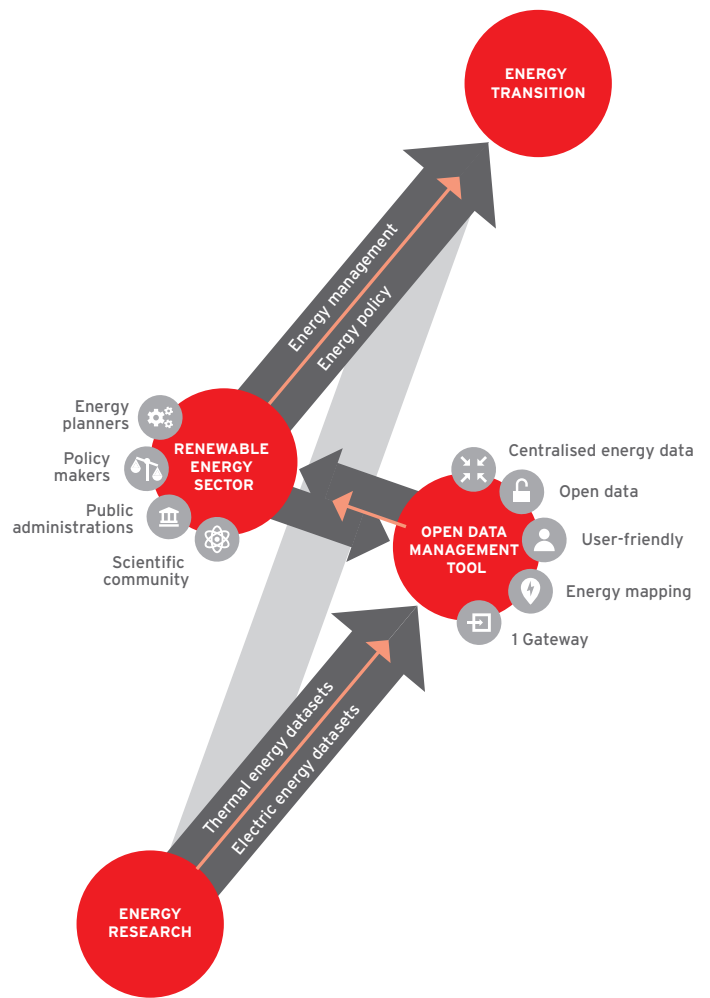 ENERGY
TRANSITION
Energy management
Energy policy
Energy
planners
Policy
makers
Public
administrations
Scientific
community
RENEWABLE
ENERGY
SECTOR
Centralised energy data
Open data
User-friendly
Energy mapping
1 Gateway
OPEN DATA
MANAGEMENT
TOOL
Thermal energy datasets
Electric energy datasets
ENERGY
RESEARCH